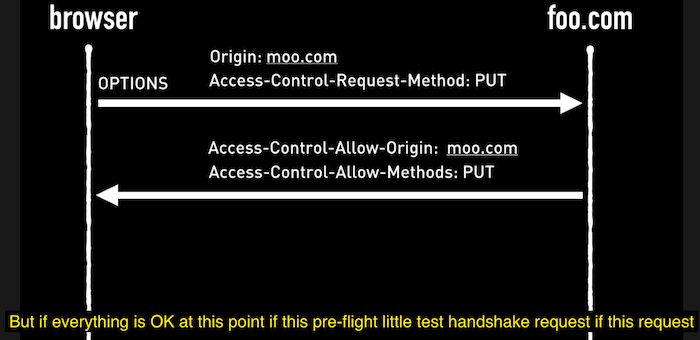 browser
foo.com
Origin: moo.com
OPTIONS
Access-Control-Request-Method: PUT
Access-Control-Allow-Origin: moo.com
Access-Control-Allow-Methods: PUT
But if everything is OK at this point if this pre-flight little test handshake request if this request